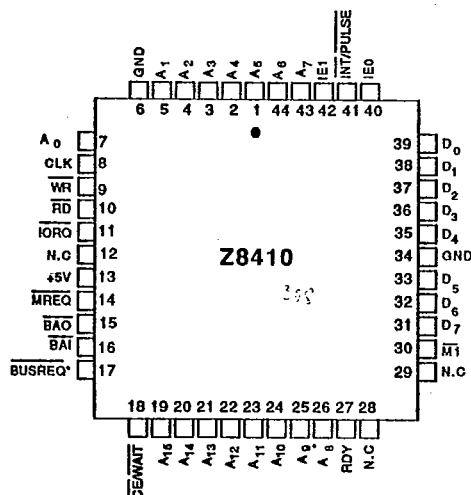 GND A1 A2 A3 A4 A5 A6 A7 IE1 INT/PULSE IE0
6 5 4 3 2 1 44 43 42 41 40
A0 7
CLK 8
WR 9
RD 10
IORQ 11
N.C 12
+5V 13
MREQ 14
BAO 15
BAI 16
BUSREQ* 17
39 D0
38 D1
37 D2
36 D3
35 D4
34 GND
33 D5
32 D6
31 D7
30 M1
29 N.C
Z8410
18 19 20 21 22 23 24 25 26 27 28
CE/WAIT A15 A14 A13 A12 A11 A10 A9 A8 RDY N.C